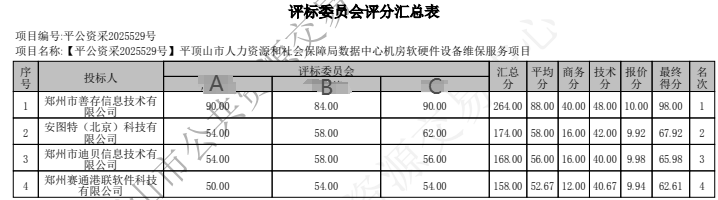 评标委员会评分汇总表
项目编号:平公资采2025529号
项目名称:【平公资采2025529号】平顶山市人力资源和社会保障局数据中心机房软硬件设备维保服务项目
序号 投标人 评标委员会 汇总分 平均分 商务分 技术分 报价分 最终得分 名次
A B C
1 郑州市善存信息技术有限公司 90.00 84.00 90.00 264.00 88.00 40.00 48.00 10.00 98.00 1
2 安图特（北京）科技有限公司 54.00 58.00 62.00 174.00 58.00 16.00 42.00 9.92 67.92 2
3 郑州市迪贝信息技术有限公司 54.00 58.00 56.00 168.00 56.00 16.00 40.00 9.98 65.98 3
4 郑州赛通港联软件科技有限公司 50.00 54.00 54.00 158.00 52.67 12.00 40.67 9.94 62.61 4